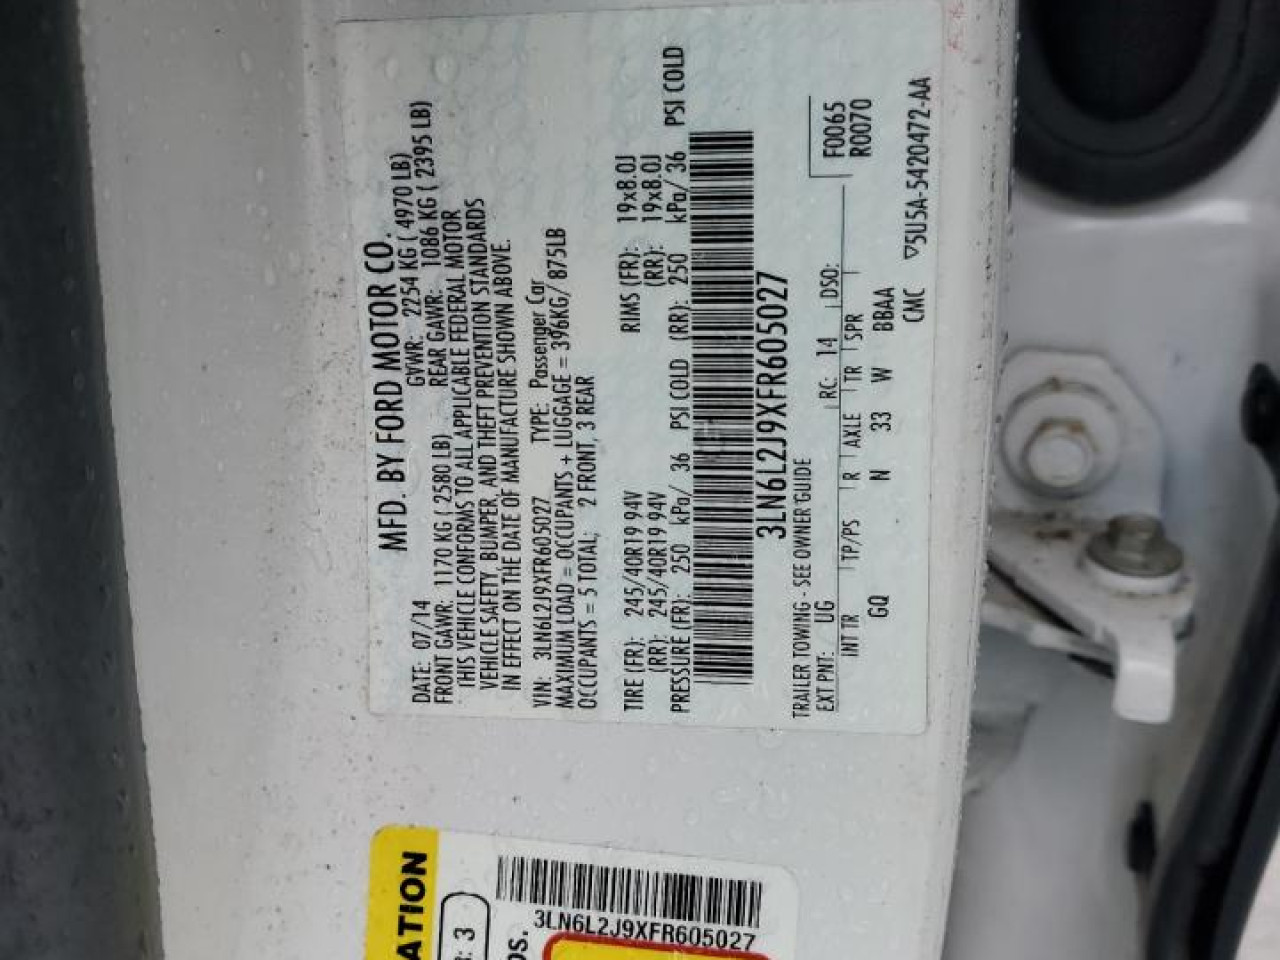 MFD. BY FORD MOTOR CO.
DATE: 07/14 GVWR: 2254 KG ( 4970 LB)
FRONT GAWR: 1170 KG ( 2580 LB) REAR GAWR: 1086 KG ( 2395 LB)
THIS VEHICLE CONFORMS TO ALL APPLICABLE FEDERAL MOTOR
VEHICLE SAFETY, BUMPER, AND THEFT PREVENTION STANDARDS
IN EFFECT ON THE DATE OF MANUFACTURE SHOWN ABOVE.
VIN: 3LN6L2J9XFR605027 TYPE: Passenger Car
MAXIMUM LOAD = OCCUPANTS + LUGGAGE = 396KG/ 875LB
OCCUPANTS = 5 TOTAL; 2 FRONT, 3 REAR
TIRE (FR): 245/40R19 94V RIMS (FR): 19x8.0J
(RR): 245/40R19 94V (RR): 19x8.0J
PRESSURE (FR): 250 kPa/ 36 PSI COLD (RR): 250 kPa/ 36 PSI COLD
3LN6L2J9XFR605027
TRAILER TOWING - SEE OWNER GUIDE F0065
EXT PNT: UG RC: 14 DSO: R0070
INT TR TP/PS R AXLE TR SPR
GQ N 33 W BBAA
CMC ▽5U5A-5420472-AA
ATION
: 3
3LN6L2J9XFR605027
OS.